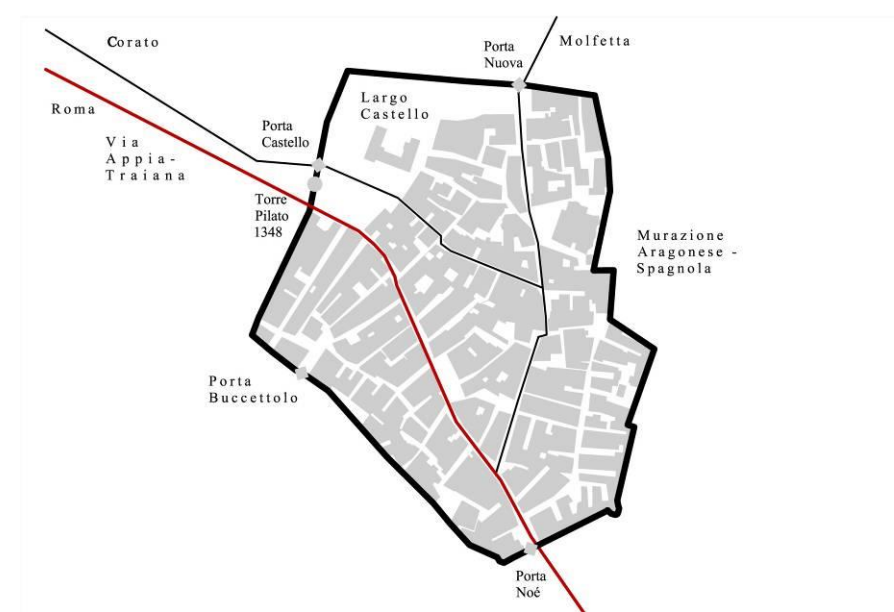 Corato
Porta
Nuova
Molfetta
Roma
Largo
Castello
Via
Appia-
Traiana
Porta
Castello
Torre
Pilato
1348
Murazione
Aragonese -
Spagnola
Porta
Buccettolo
Porta
Noé